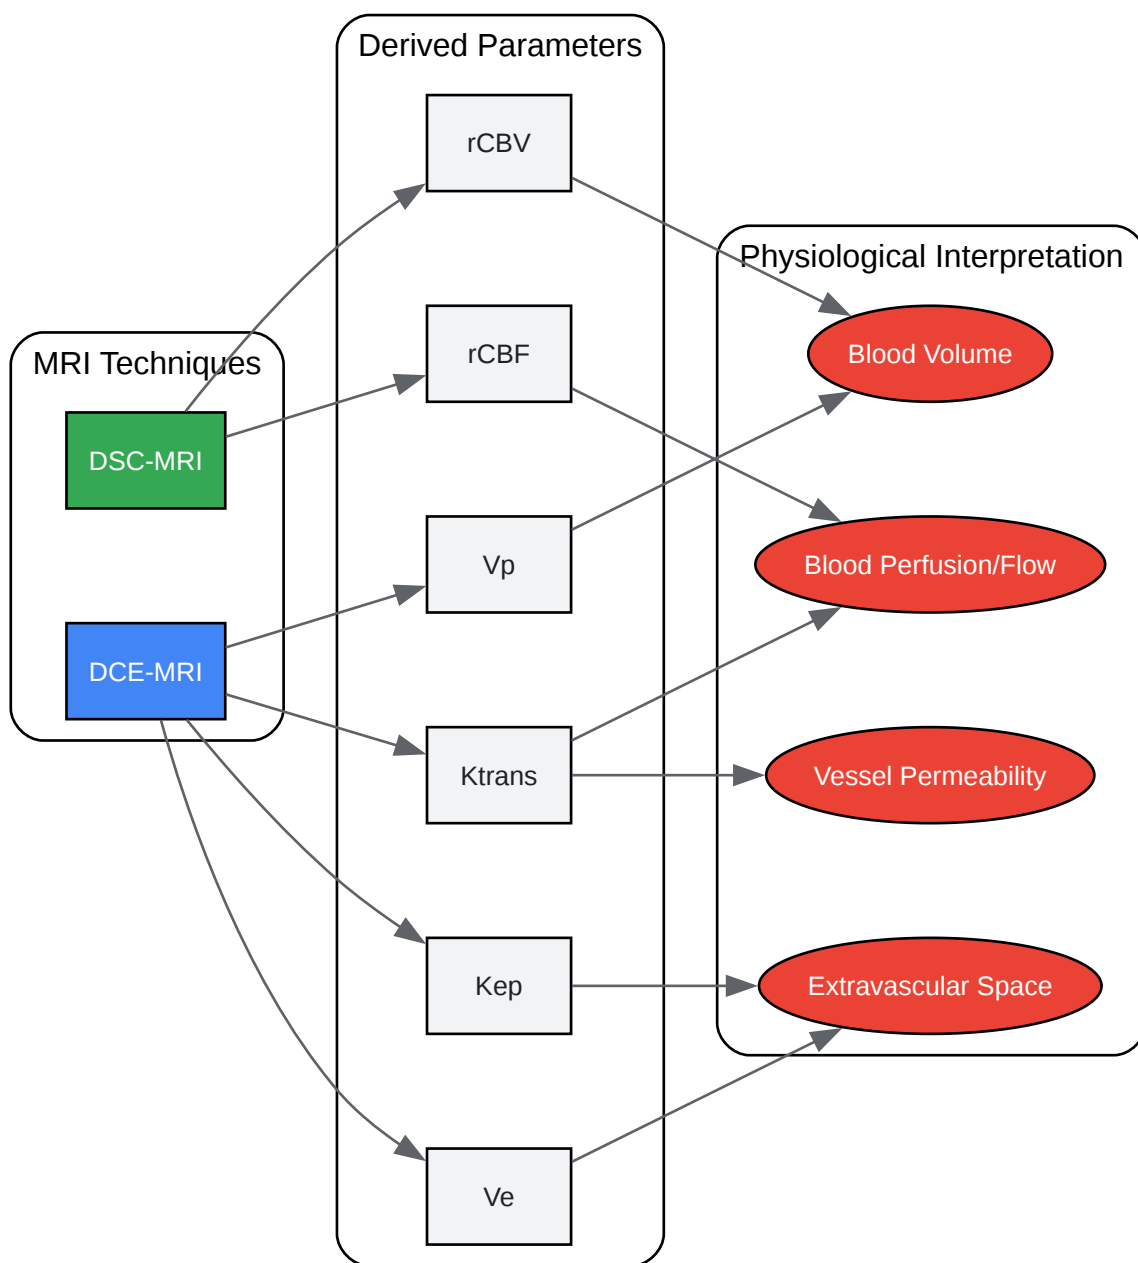 Derived Parameters
rCBV
Physiological Interpretation
MRI Techniques
rCBF
Blood Volume
DSC-MRI
Vp
Blood Perfusion/Flow
DCE-MRI
Ktrans
Vessel Permeability
Kep
Extravascular Space
Ve